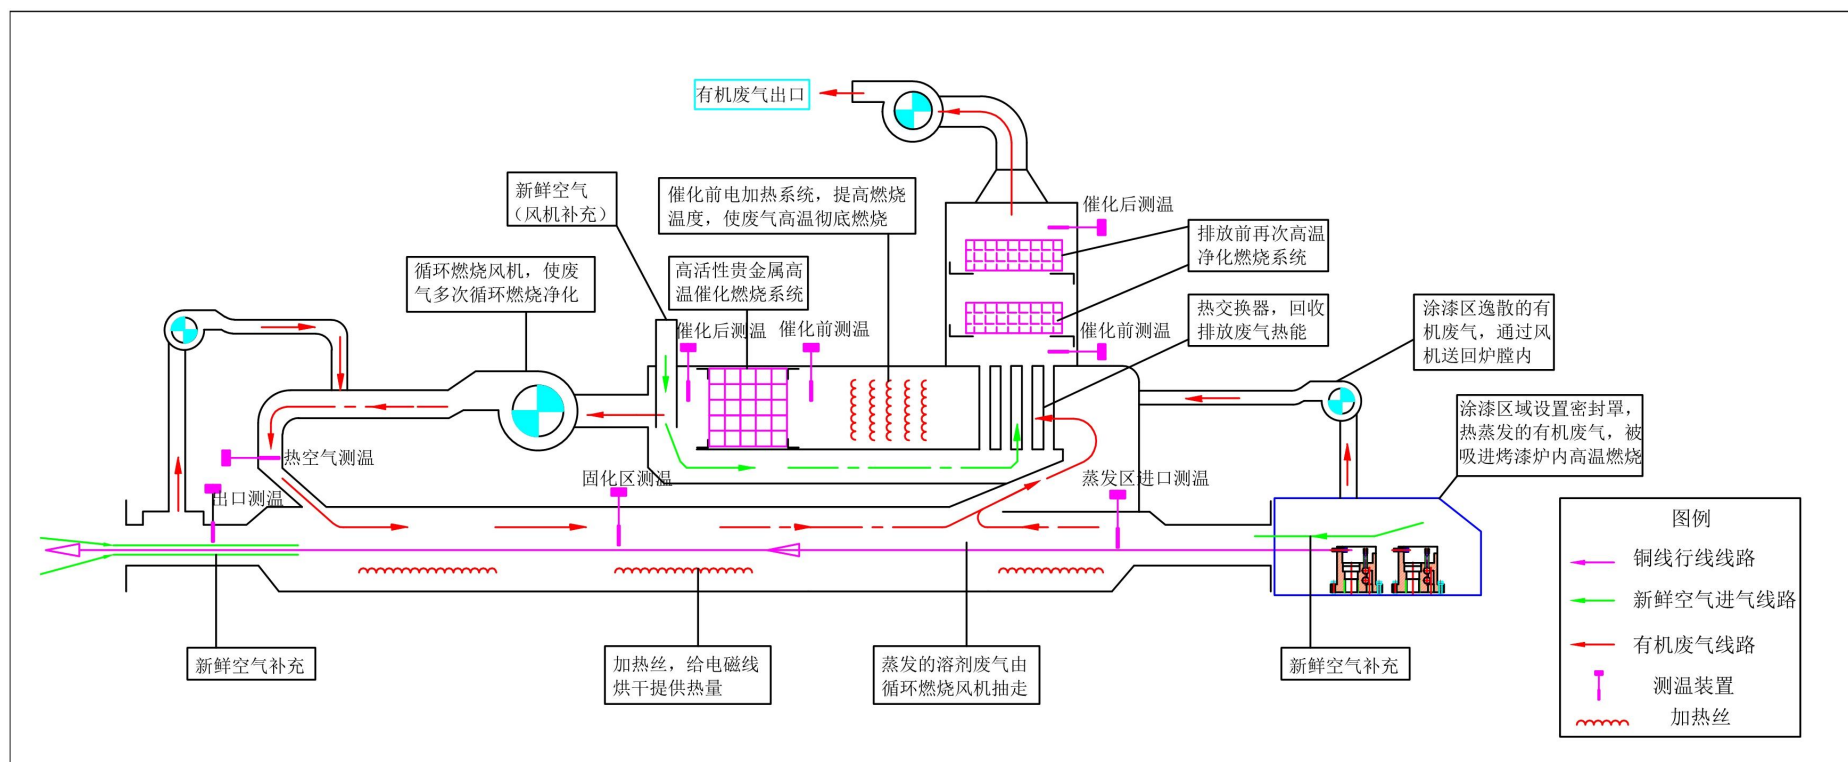 有机废气出口
新鲜空气
（风机补充）
催化前电加热系统，提高燃烧
温度，使废气高温彻底燃烧
催化后测温
排放前再次高温
净化燃烧系统
循环燃烧风机，使废
气多次循环燃烧净化
高活性贵金属高
温催化燃烧系统
热交换器，回收
排放废气热能
涂漆区逸散的有
机废气，通过风
机送回炉膛内
催化后测温
催化前测温
催化前测温
涂漆区域设置密封罩，
热蒸发的有机废气，被
吸进烤漆炉内高温燃烧
热空气测温
出口测温
固化区测温
蒸发区进口测温
图例
铜线行线线路
新鲜空气进气线路
有机废气线路
测温装置
加热丝
新鲜空气补充
加热丝，给电磁线
烘干提供热量
蒸发的溶剂废气由
循环燃烧风机抽走
新鲜空气补充